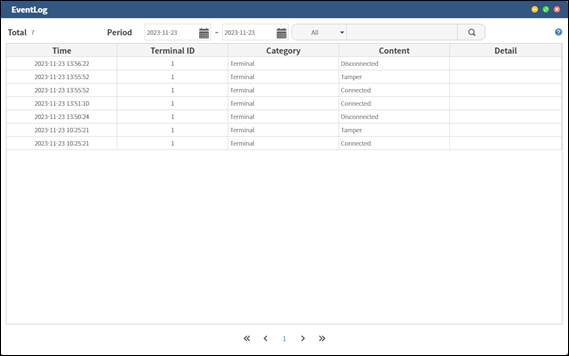 EventLog
Total 7 Period 2023-11-23 - 2023-11-23 All
Time Terminal ID Category Content Detail
2023-11-23 13:56:22 1 Terminal Disconnected
2023-11-23 13:55:52 1 Terminal Tamper
2023-11-23 13:55:52 1 Terminal Connected
2023-11-23 13:51:10 1 Terminal Connected
2023-11-23 13:50:24 1 Terminal Disconnected
2023-11-23 10:25:21 1 Terminal Tamper
2023-11-23 10:25:21 1 Terminal Connected
1